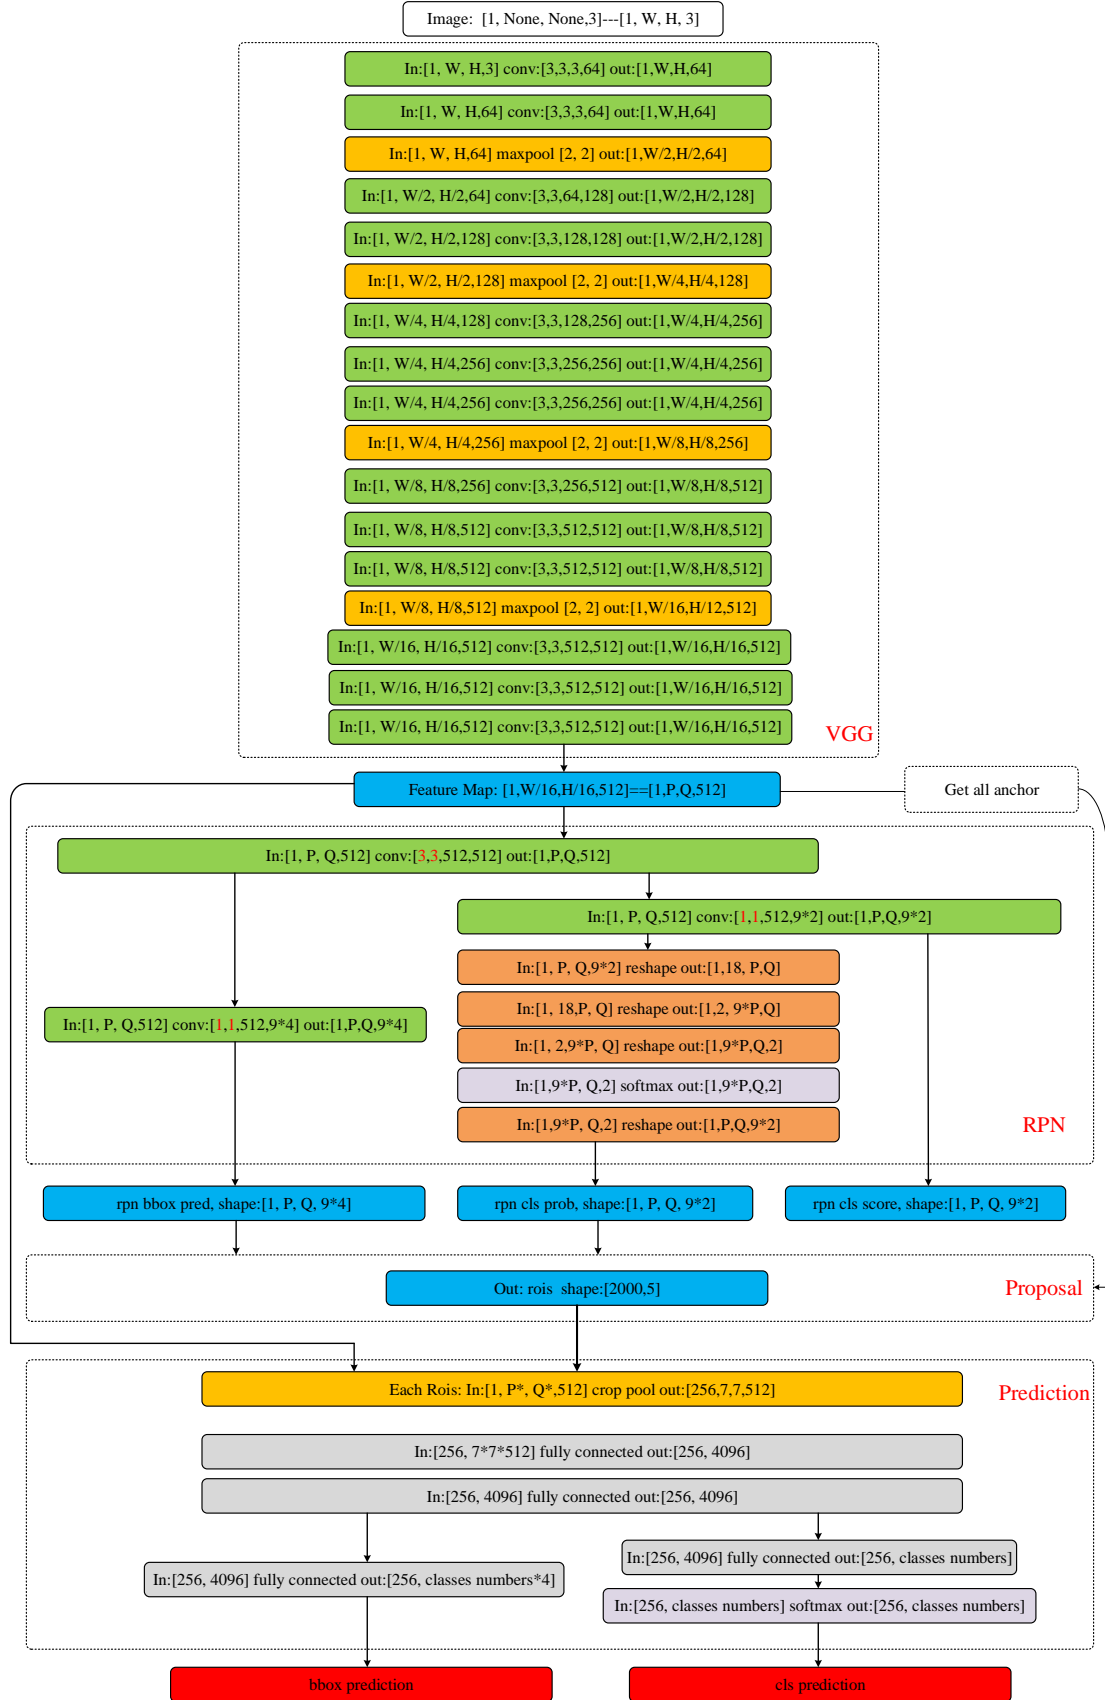 Image: [1, None, None,3]---[1, W, H, 3]
In:[1, W, H,3] conv:[3,3,3,64] out:[1,W,H,64]
In:[1, W, H,64] conv:[3,3,3,64] out:[1,W,H,64]
In:[1, W, H,64] maxpool [2, 2] out:[1,W/2,H/2,64]
In:[1, W/2, H/2,64] conv:[3,3,64,128] out:[1,W/2,H/2,128]
In:[1, W/2, H/2,128] conv:[3,3,128,128] out:[1,W/2,H/2,128]
In:[1, W/2, H/2,128] maxpool [2, 2] out:[1,W/4,H/4,128]
In:[1, W/4, H/4,128] conv:[3,3,128,256] out:[1,W/4,H/4,256]
In:[1, W/4, H/4,256] conv:[3,3,256,256] out:[1,W/4,H/4,256]
In:[1, W/4, H/4,256] conv:[3,3,256,256] out:[1,W/4,H/4,256]
In:[1, W/4, H/4,256] maxpool [2, 2] out:[1,W/8,H/8,256]
In:[1, W/8, H/8,256] conv:[3,3,256,512] out:[1,W/8,H/8,512]
In:[1, W/8, H/8,512] conv:[3,3,512,512] out:[1,W/8,H/8,512]
In:[1, W/8, H/8,512] conv:[3,3,512,512] out:[1,W/8,H/8,512]
In:[1, W/8, H/8,512] maxpool [2, 2] out:[1,W/16,H/12,512]
In:[1, W/16, H/16,512] conv:[3,3,512,512] out:[1,W/16,H/16,512]
In:[1, W/16, H/16,512] conv:[3,3,512,512] out:[1,W/16,H/16,512]
In:[1, W/16, H/16,512] conv:[3,3,512,512] out:[1,W/16,H/16,512]
VGG
Feature Map: [1,W/16,H/16,512]==[1,P,Q,512]
Get all anchor
In:[1, P, Q,512] conv:[3,3,512,512] out:[1,P,Q,512]
In:[1, P, Q,512] conv:[1,1,512,9*2] out:[1,P,Q,9*2]
In:[1, P, Q,9*2] reshape out:[1,18, P,Q]
In:[1, 18,P, Q] reshape out:[1,2, 9*P,Q]
In:[1, P, Q,512] conv:[1,1,512,9*4] out:[1,P,Q,9*4]
In:[1, 2,9*P, Q] reshape out:[1,9*P,Q,2]
In:[1,9*P, Q,2] softmax out:[1,9*P,Q,2]
In:[1,9*P, Q,2] reshape out:[1,P,Q,9*2]
RPN
rpn bbox pred, shape:[1, P, Q, 9*4]
rpn cls prob, shape:[1, P, Q, 9*2]
rpn cls score, shape:[1, P, Q, 9*2]
Out: rois shape:[2000,5]
Proposal
Each Rois: In:[1, P*, Q*,512] crop pool out:[256,7,7,512]
Prediction
In:[256, 7*7*512] fully connected out:[256, 4096]
In:[256, 4096] fully connected out:[256, 4096]
In:[256, 4096] fully connected out:[256, classes numbers]
In:[256, 4096] fully connected out:[256, classes numbers*4]
In:[256, classes numbers] softmax out:[256, classes numbers]
bbox prediction
cls prediction